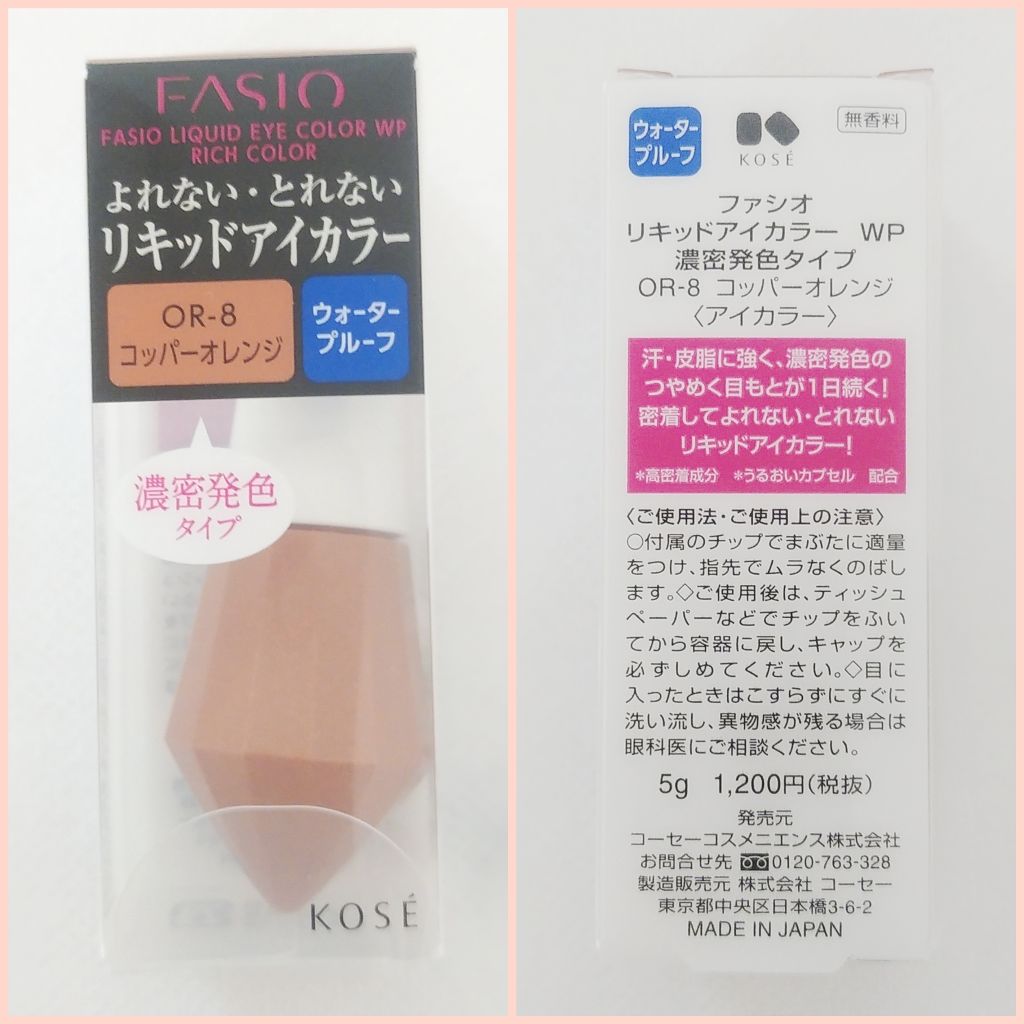 FASIO
FASIO LIQUID EYE COLOR WP
RICH COLOR
よれない・とれない
リキッドアイカラー
OR-8
コッパーオレンジ
ウォーター
プルーフ
濃密発色
タイプ
KOSÉ
ウォーター
プルーフ
KOSÉ
無香料
ファシオ
リキッドアイカラー WP
濃密発色タイプ
OR-8 コッパーオレンジ
〈アイカラー〉
汗・皮脂に強く、濃密発色の
つやめく目もとが1日続く!
密着してよれない・とれない
リキッドアイカラー!
*高密着成分 *うるおいカプセル 配合
〈ご使用法・ご使用上の注意〉
○付属のチップでまぶたに適量
をつけ、指先でムラなくのばし
ます。◇ご使用後は、ティッシュ
ペーパーなどでチップをふい
てから容器に戻し、キャップを
必ずしめてください。◇目に
入ったときはこすらずにすぐに
洗い流し、異物感が残る場合は
眼科医にご相談ください。
5g 1,200円(税抜)
発売元
コーセーコスメニエンス株式会社
お問合せ先 0120-763-328
製造販売元 株式会社 コーセー
東京都中央区日本橋3-6-2
MADE IN JAPAN